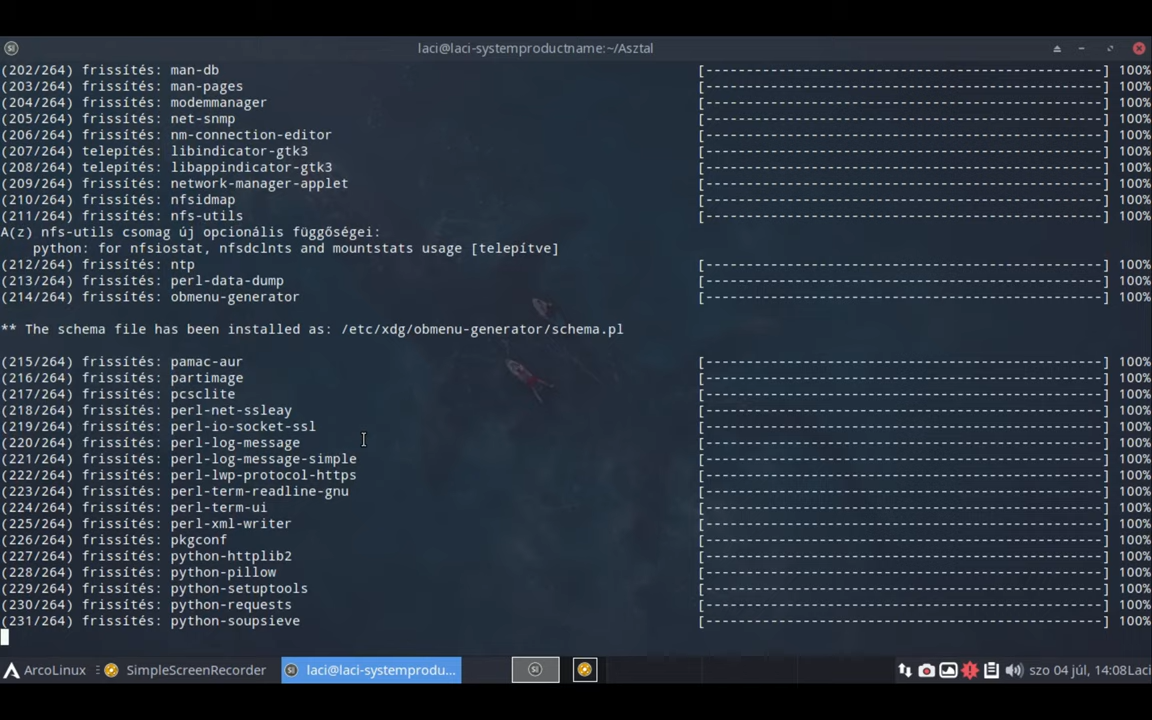 laci@laci-systemproductname:~/Asztal
(202/264) frissítés: man-db [------------------------------------------------] 100%
(203/264) frissítés: man-pages [------------------------------------------------] 100%
(204/264) frissítés: modemmanager [------------------------------------------------] 100%
(205/264) frissítés: net-snmp [------------------------------------------------] 100%
(206/264) frissítés: nm-connection-editor [------------------------------------------------] 100%
(207/264) telepítés: libindicator-gtk3 [------------------------------------------------] 100%
(208/264) telepítés: libappindicator-gtk3 [------------------------------------------------] 100%
(209/264) frissítés: network-manager-applet [------------------------------------------------] 100%
(210/264) frissítés: nfsidmap [------------------------------------------------] 100%
(211/264) frissítés: nfs-utils [------------------------------------------------] 100%
A(z) nfs-utils csomag új opcionális függőségei:
python: for nfsiostat, nfsdclnts and mountstats usage [telepítve]
(212/264) frissítés: ntp [------------------------------------------------] 100%
(213/264) frissítés: perl-data-dump [------------------------------------------------] 100%
(214/264) frissítés: obmenu-generator [------------------------------------------------] 100%
** The schema file has been installed as: /etc/xdg/obmenu-generator/schema.pl
(215/264) frissítés: pamac-aur [------------------------------------------------] 100%
(216/264) frissítés: partimage [------------------------------------------------] 100%
(217/264) frissítés: pcsclite [------------------------------------------------] 100%
(218/264) frissítés: perl-net-ssleay [------------------------------------------------] 100%
(219/264) frissítés: perl-io-socket-ssl [------------------------------------------------] 100%
(220/264) frissítés: perl-log-message [------------------------------------------------] 100%
(221/264) frissítés: perl-log-message-simple [------------------------------------------------] 100%
(222/264) frissítés: perl-lwp-protocol-https [------------------------------------------------] 100%
(223/264) frissítés: perl-term-readline-gnu [------------------------------------------------] 100%
(224/264) frissítés: perl-term-ui [------------------------------------------------] 100%
(225/264) frissítés: perl-xml-writer [------------------------------------------------] 100%
(226/264) frissítés: pkgconf [------------------------------------------------] 100%
(227/264) frissítés: python-httplib2 [------------------------------------------------] 100%
(228/264) frissítés: python-pillow [------------------------------------------------] 100%
(229/264) frissítés: python-setuptools [------------------------------------------------] 100%
(230/264) frissítés: python-requests [------------------------------------------------] 100%
(231/264) frissítés: python-soupsieve [------------------------------------------------] 100%
ArcoLinux SimpleScreenRecorder laci@laci-systemprodu... szo 04 júl, 14:08 Laci